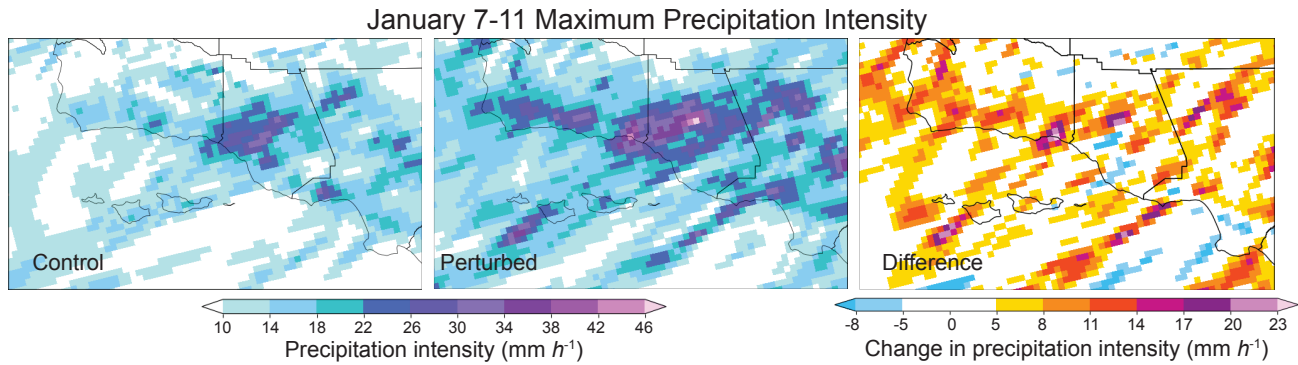 January 7-11 Maximum Precipitation Intensity
Control
Perturbed
Difference
10 14 18 22 26 30 34 38 42 46
Precipitation intensity (mm h⁻¹)
-8 -5 0 5 8 11 14 17 20 23
Change in precipitation intensity (mm h⁻¹)